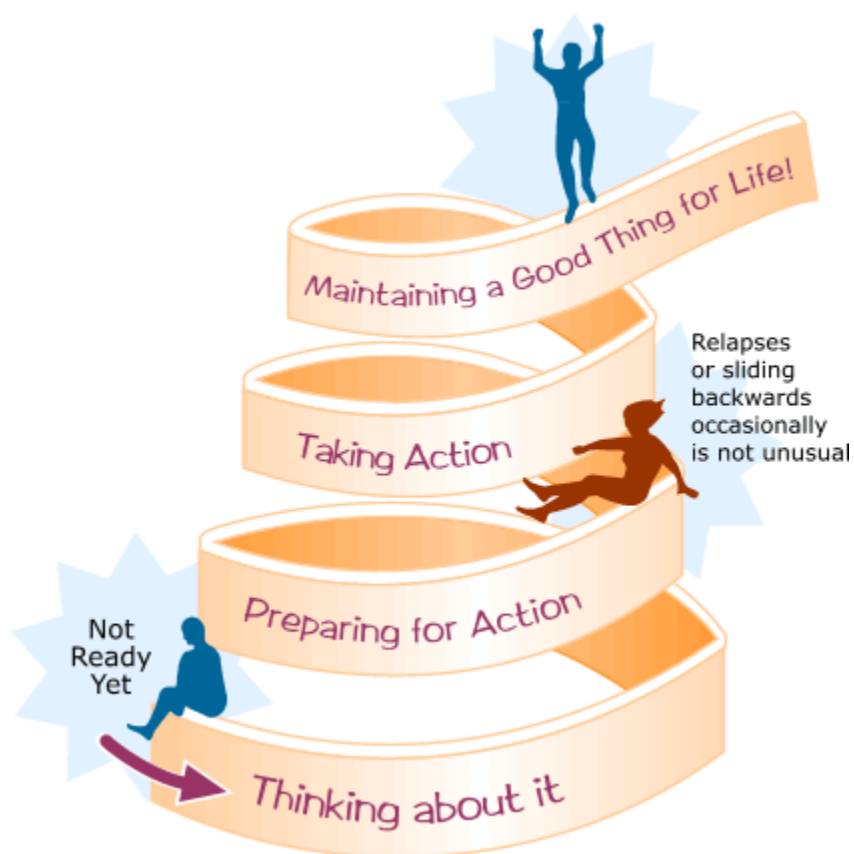 Maintaining a Good Thing for Life!
Relapses
or sliding
backwards
occasionally
is not unusual
Taking Action
Preparing for Action
Not
Ready
Yet
Thinking about it